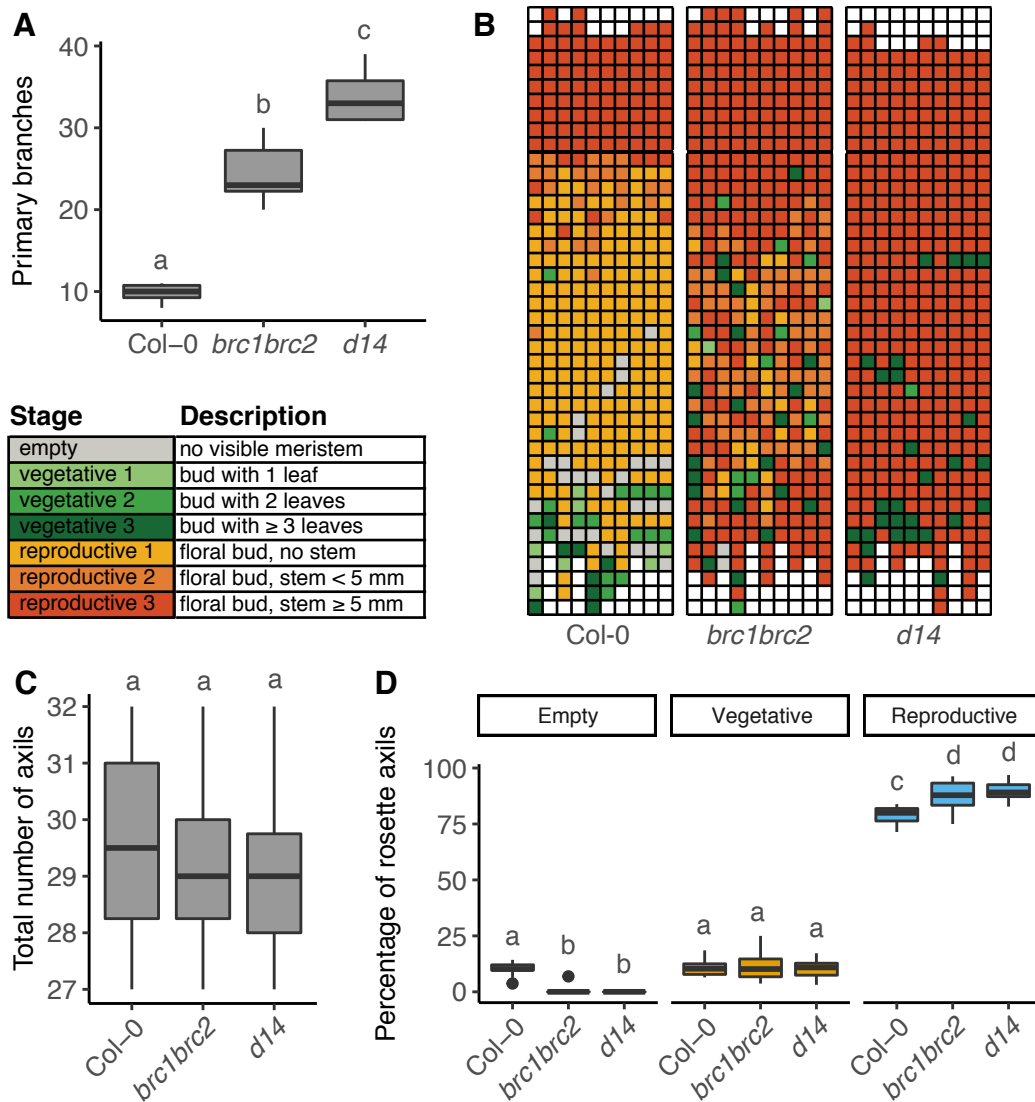 A
Primary branches
40
30
20
10
a
b
c
Col−0
brc1brc2
d14
Stage Description
empty no visible meristem
vegetative 1 bud with 1 leaf
vegetative 2 bud with 2 leaves
vegetative 3 bud with ≥ 3 leaves
reproductive 1 floral bud, no stem
reproductive 2 floral bud, stem < 5 mm
reproductive 3 floral bud, stem ≥ 5 mm
B
Col-0
brc1brc2
d14
C
Total number of axils
32
31
30
29
28
27
a
a
a
Col−0
brc1brc2
d14
D
Percentage of rosette axils
Empty
Vegetative
Reproductive
100
75
50
25
0
a
b
b
a
a
a
c
d
d
Col−0
brc1brc2
d14
Col−0
brc1brc2
d14
Col−0
brc1brc2
d14